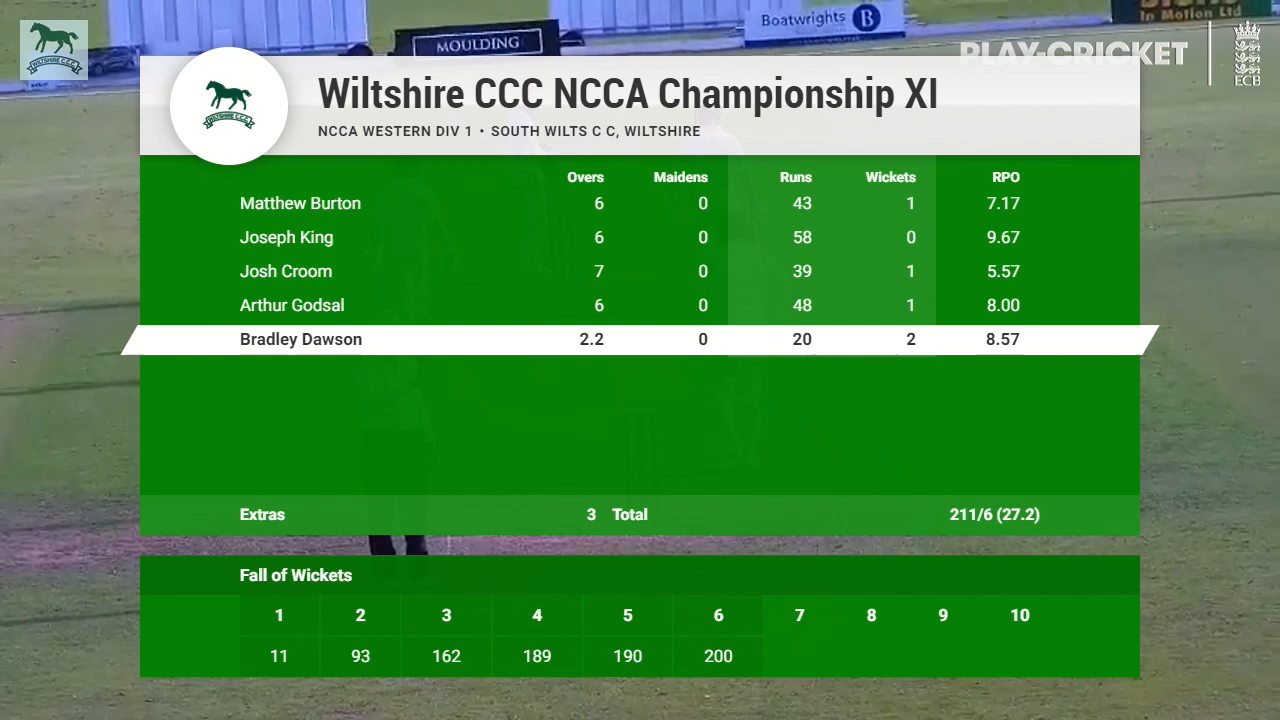 In Motion Ltd
Boatwrights B
MOULDING
WILTSHIRE C.C.C.
PLAY-CRICKET
ECB
Wiltshire CCC NCCA Championship XI
NCCA WESTERN DIV 1 • SOUTH WILTS C C, WILTSHIRE
WILTSHIRE C.C.C.
Overs Maidens Runs Wickets RPO
Matthew Burton 6 0 43 1 7.17
Joseph King 6 0 58 0 9.67
Josh Croom 7 0 39 1 5.57
Arthur Godsal 6 0 48 1 8.00
Bradley Dawson 2.2 0 20 2 8.57
Extras 3 Total 211/6 (27.2)
Fall of Wickets
1 2 3 4 5 6 7 8 9 10
11 93 162 189 190 200